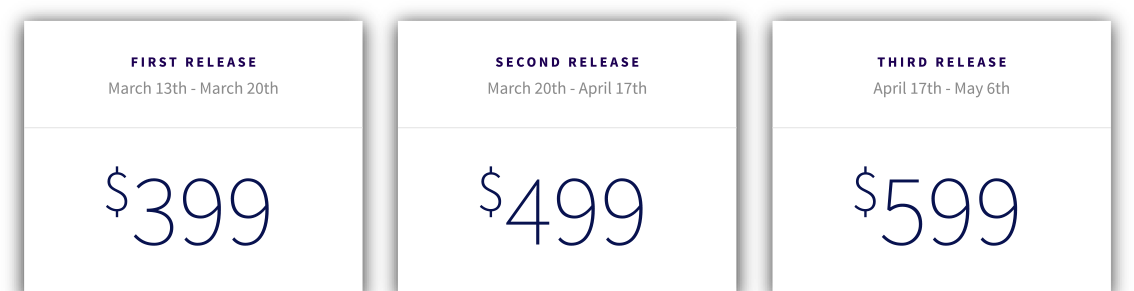 FIRST RELEASE
March 13th - March 20th
$399
SECOND RELEASE
March 20th - April 17th
$499
THIRD RELEASE
April 17th - May 6th
$599